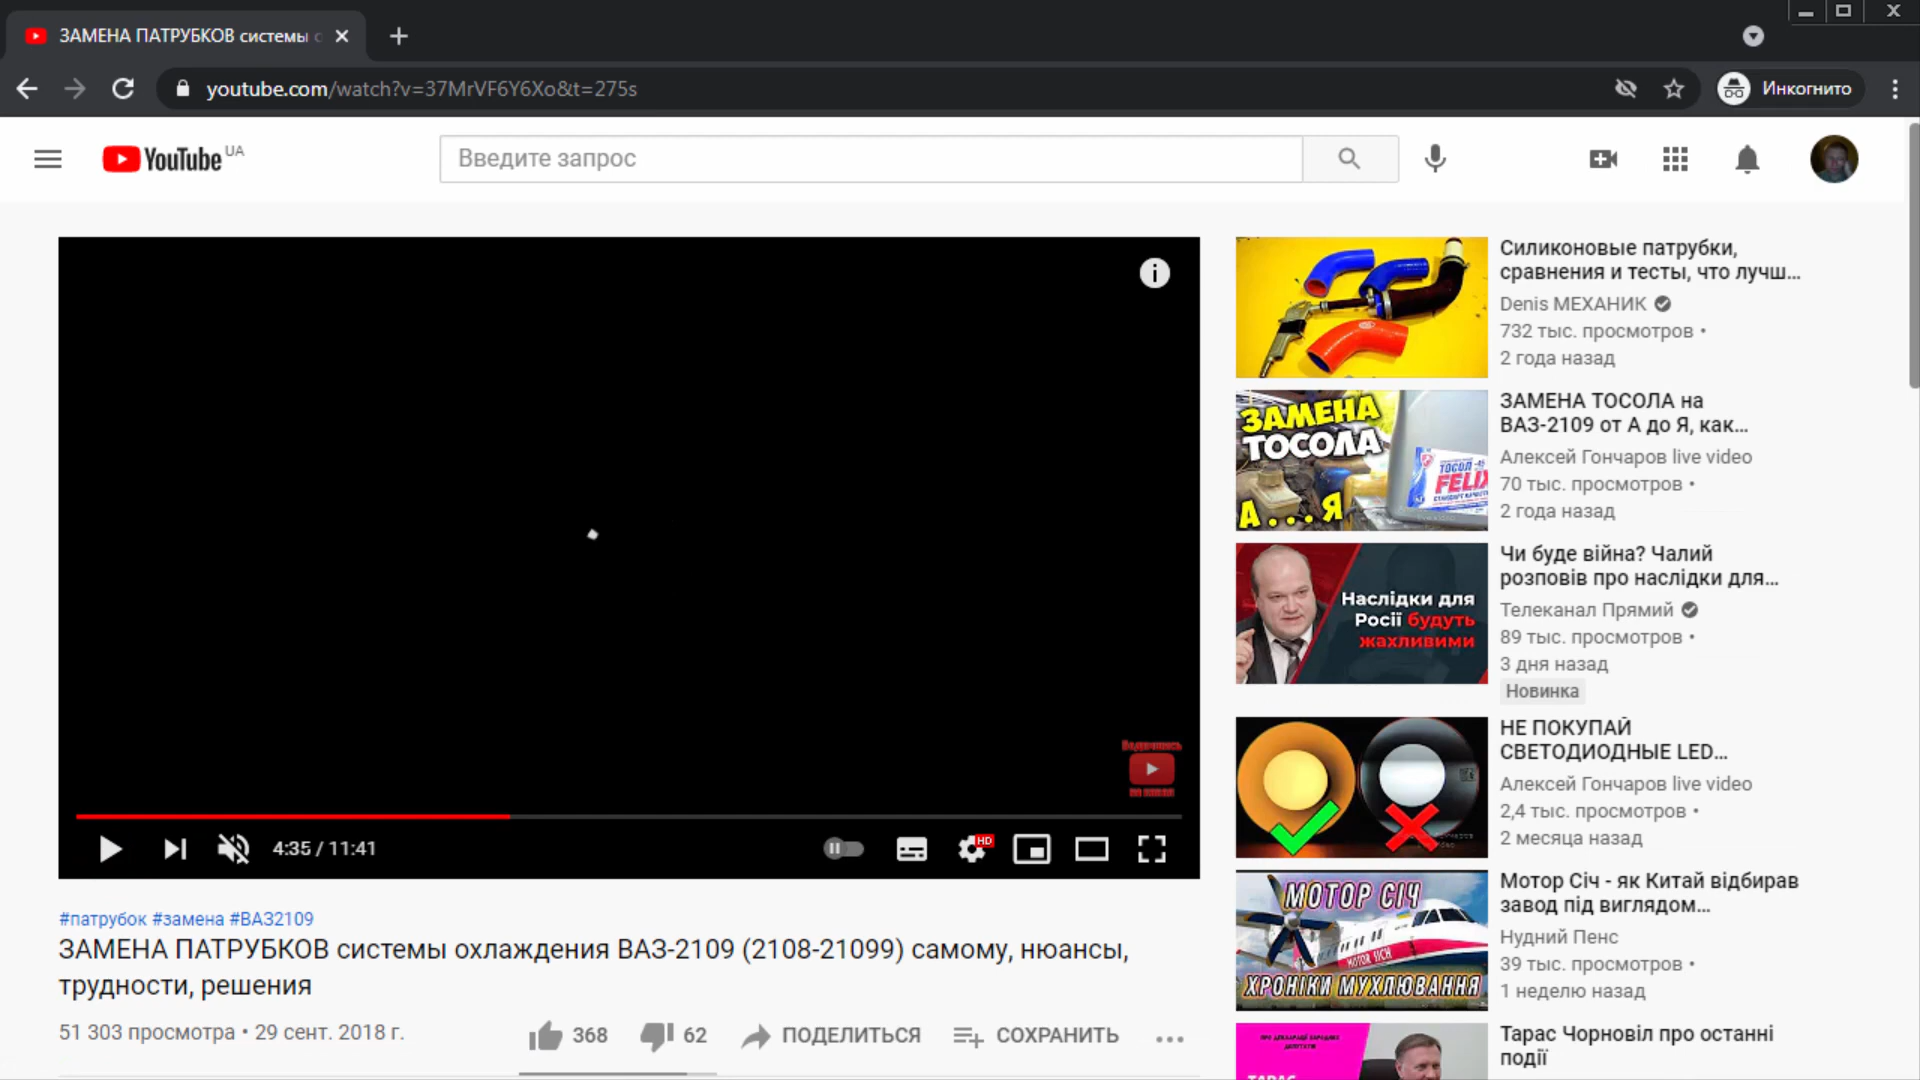 ЗАМЕНА ПАТРУБКОВ системы
youtube.com/watch?v=37MrVF6Y6Xo&t=275s
Инкогнито
YouTube UA
Введите запрос
4:35 / 11:41
HD
#патрубок #замена #ВАЗ2109
ЗАМЕНА ПАТРУБКОВ системы охлаждения ВАЗ-2109 (2108-21099) самому, нюансы,
трудности, решения
51 303 просмотра • 29 сент. 2018 г.
368
62
ПОДЕЛИТЬСЯ
СОХРАНИТЬ
Силиконовые патрубки,
сравнения и тесты, что лучш...
Denis МЕХАНИК
732 тыс. просмотров •
2 года назад
ЗАМЕНА
ТОСОЛА
А...Я
ТОСОЛ
FELIX
ЗАМЕНА ТОСОЛА на
ВАЗ-2109 от А до Я, как...
Алексей Гончаров live video
70 тыс. просмотров •
2 года назад
Наслідки для
Росії будуть
жахливими
Чи буде війна? Чалий
розповів про наслідки для...
Телеканал Прямий
89 тыс. просмотров •
3 дня назад
Новинка
НЕ ПОКУПАЙ
СВЕТОДИОДНЫЕ LED...
Алексей Гончаров live video
2,4 тыс. просмотров •
2 месяца назад
МОТОР СІЧ
MOTOR SICH
ХРОНІКИ МУХЛЮВАННЯ
Мотор Січ - як Китай відбирав
завод під виглядом...
Нудний Пенс
39 тыс. просмотров •
1 неделю назад
Тарас Чорновіл про останні
події